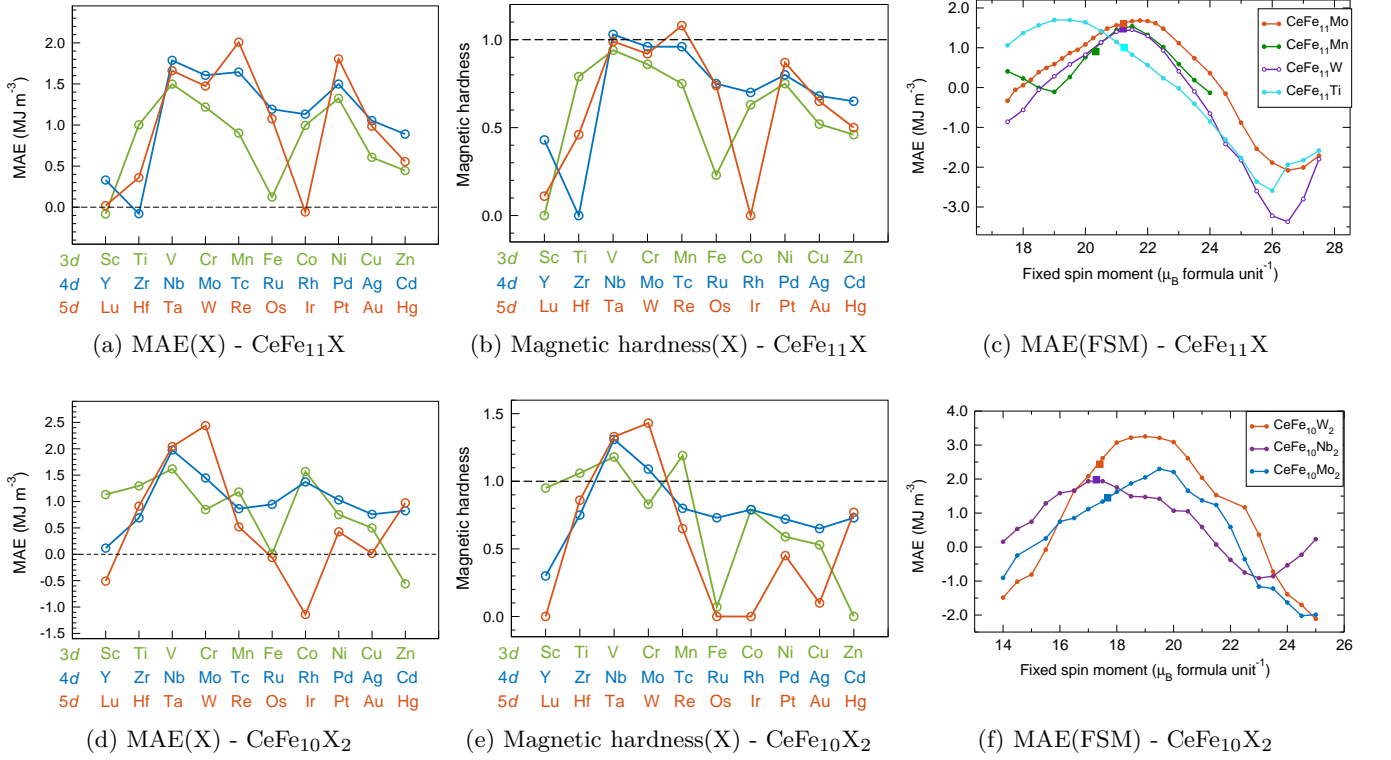 2.0
1.5
1.0
0.5
0.0
MAE (MJ m⁻³)
3d Sc Ti V Cr Mn Fe Co Ni Cu Zn
4d Y Zr Nb Mo Tc Ru Rh Pd Ag Cd
5d Lu Hf Ta W Re Os Ir Pt Au Hg
(a) MAE(X) - CeFe₁₁X
1.0
0.5
0.0
Magnetic hardness
Sc Ti V Cr Mn Fe Co Ni Cu Zn
3d
Y Zr Nb Mo Tc Ru Rh Pd Ag Cd
4d
Lu Hf Ta W Re Os Ir Pt Au Hg
5d
(b) Magnetic hardness(X) - CeFe₁₁X
2.0
1.0
0.0
-1.0
-2.0
-3.0
MAE (MJ m⁻³)
CeFe₁₁Mo
CeFe₁₁Mn
CeFe₁₁W
CeFe₁₁Ti
18 20 22 24 26 28
Fixed spin moment (μB formula unit⁻¹)
(c) MAE(FSM) - CeFe₁₁X
2.5
2.0
1.5
1.0
0.5
0.0
-0.5
-1.0
-1.5
MAE (MJ m⁻³)
3d Sc Ti V Cr Mn Fe Co Ni Cu Zn
4d Y Zr Nb Mo Tc Ru Rh Pd Ag Cd
5d Lu Hf Ta W Re Os Ir Pt Au Hg
(d) MAE(X) - CeFe₁₀X₂
1.5
1.0
0.5
0.0
Magnetic hardness
3d Sc Ti V Cr Mn Fe Co Ni Cu Zn
4d Y Zr Nb Mo Tc Ru Rh Pd Ag Cd
5d Lu Hf Ta W Re Os Ir Pt Au Hg
(e) Magnetic hardness(X) - CeFe₁₀X₂
4.0
3.0
2.0
1.0
0.0
-1.0
-2.0
MAE (MJ m⁻³)
CeFe₁₀W₂
CeFe₁₀Nb₂
CeFe₁₀Mo₂
14 16 18 20 22 24 26
Fixed spin moment (μB formula unit⁻¹)
(f) MAE(FSM) - CeFe₁₀X₂